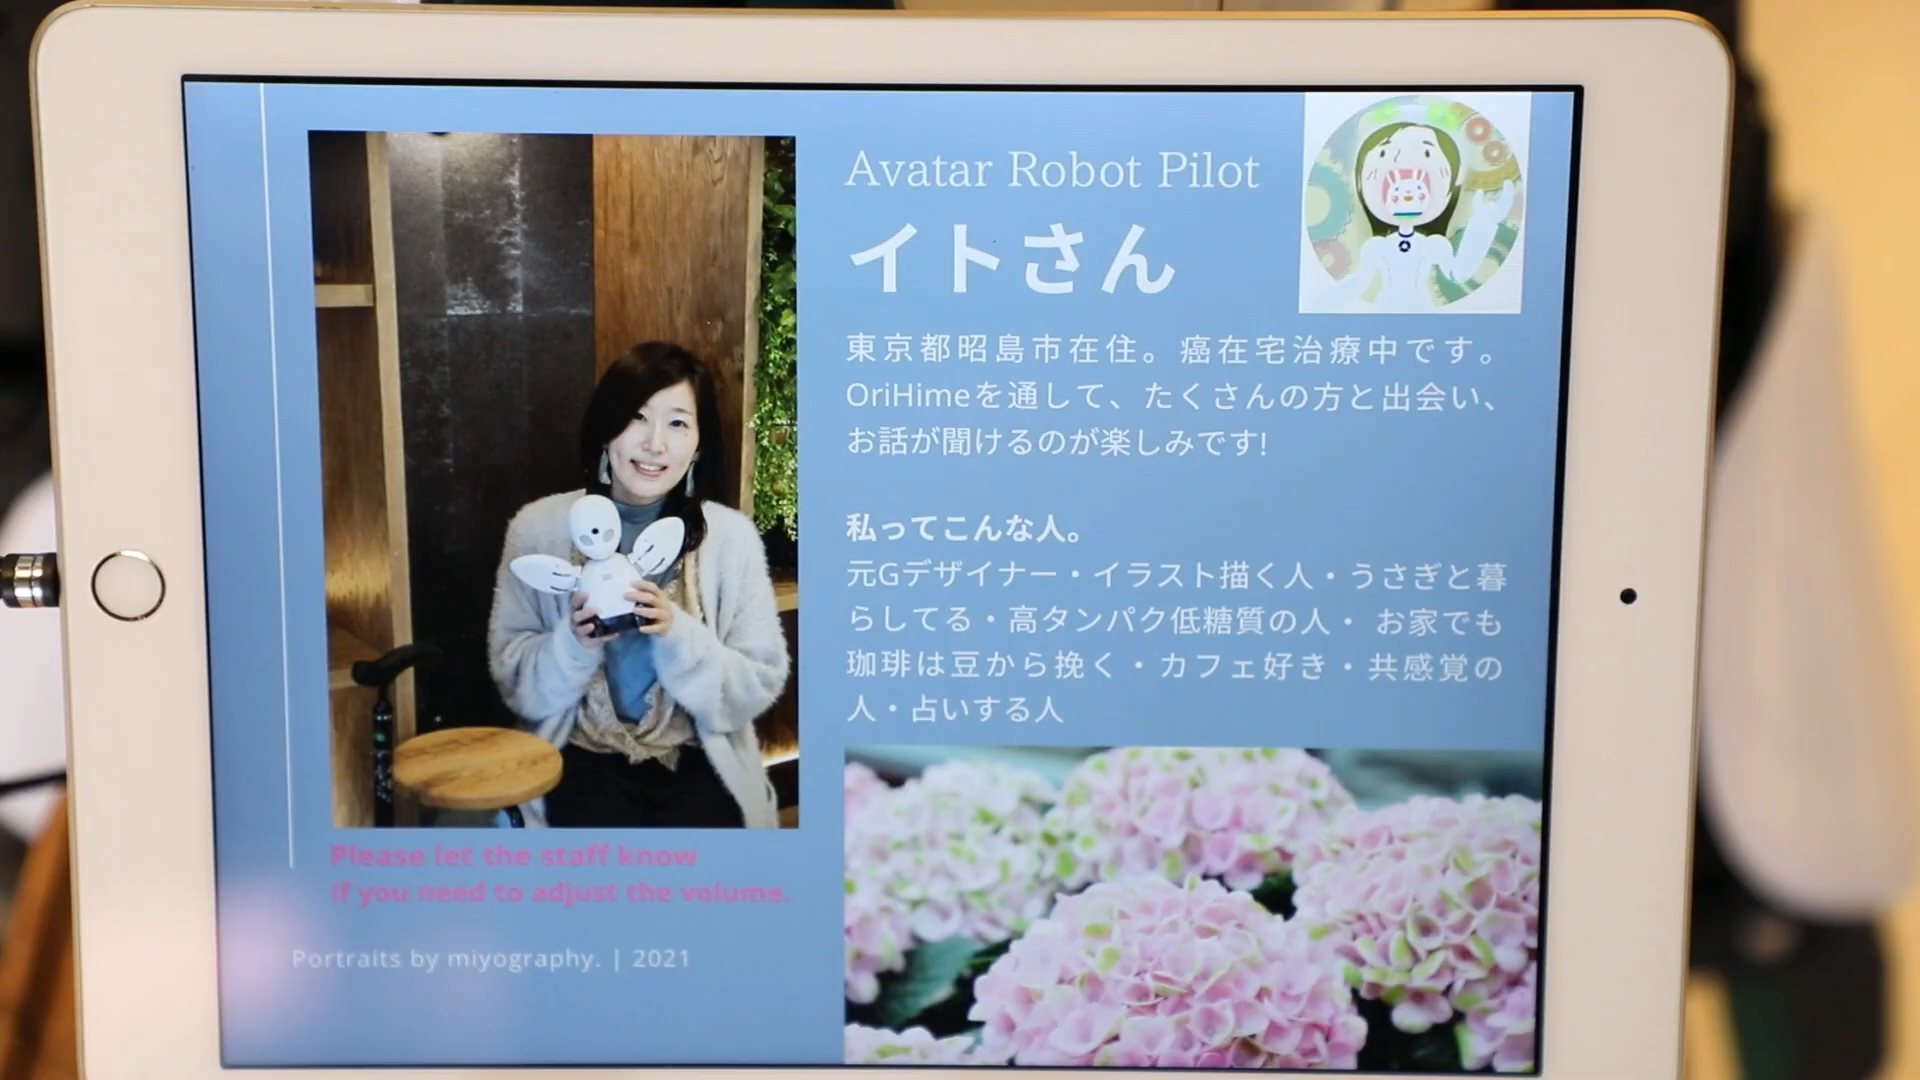 Avatar Robot Pilot
イトさん
東京都昭島市在住。癌在宅治療中です。
OriHimeを通して、たくさんの方と出会い、
お話が聞けるのが楽しみです!
私ってこんな人。
元Gデザイナー・イラスト描く人・うさぎと暮
らしてる・高タンパク低糖質の人・ お家でも
珈琲は豆から挽く・カフェ好き・共感覚の
人・占いする人
Please let the staff know
if you need to adjust the volume.
Portraits by miyography. | 2021